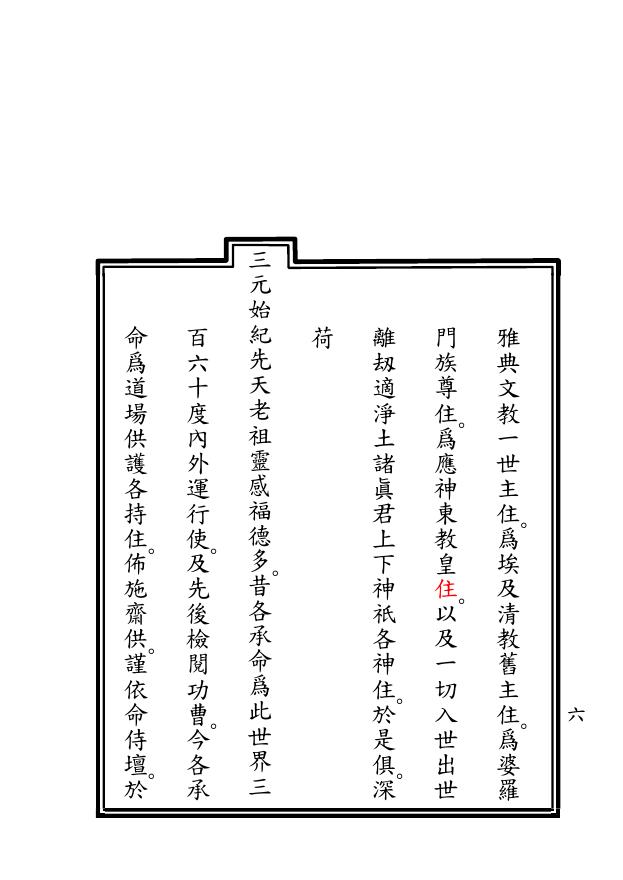 雅典文教一世主住。爲埃及清教舊主住。爲婆羅
門族尊住。爲應神東教皇住。以及一切入世出世
離刼適淨土諸眞君上下神祇各神住。於是俱。深
荷
三元始紀先天老祖靈感福德多。昔各承命爲此世界三
百六十度內外運行使。及先後檢閱功曹。今各承
命爲道場供護各持住。佈施齋供。謹依命侍壇。於
六